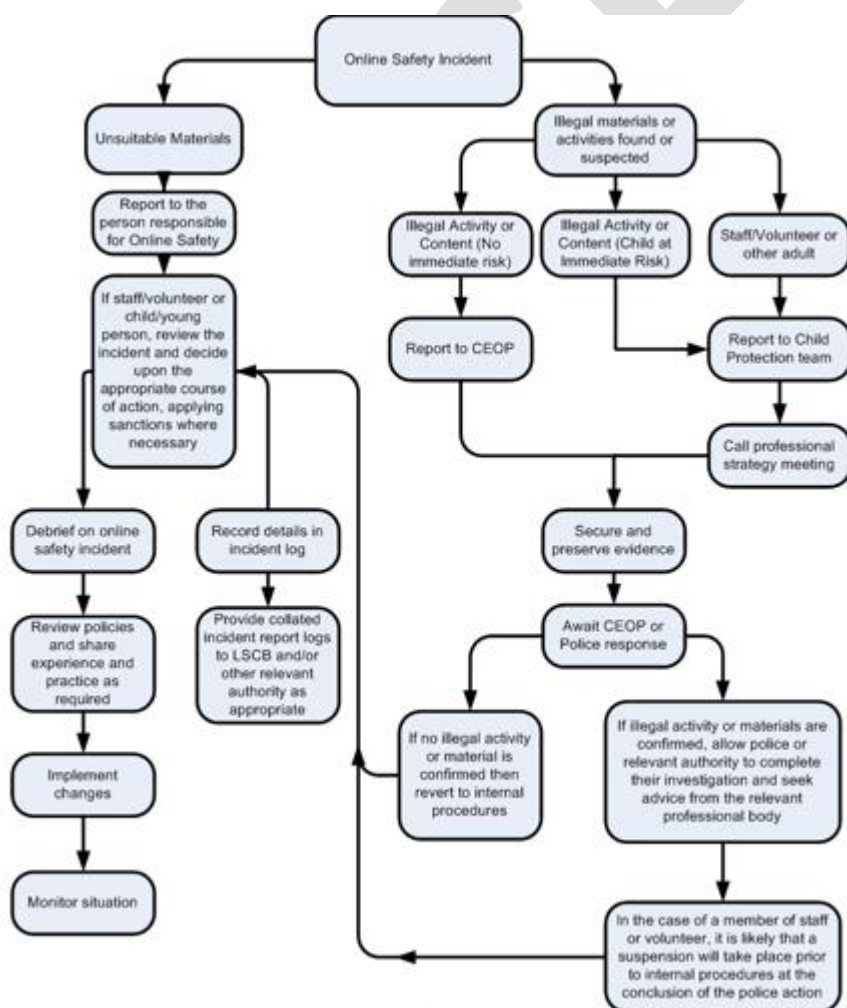 Online Safety Incident
Unsuitable Materials
Report to the
person responsible
for Online Safety
If staff/volunteer or
child/young
person, review the
incident and decide
upon the
appropriate course
of action, applying
sanctions where
necessary
Debrief on online
safety incident
Review policies
and share
experience and
practice as
required
Implement
changes
Monitor situation
Record details in
incident log
Provide collated
incident report logs
to LSCB and/or
other relevant
authority as
appropriate
Illegal materials or
activities found or
suspected
Illegal Activity or
Content (No
immediate risk)
Illegal Activity or
Content (Child at
Immediate Risk)
Staff/Volunteer or
other adult
Report to CEOP
Report to Child
Protection team
Call professional
strategy meeting
Secure and
preserve evidence
Await CEOP or
Police response
If no illegal activity
or material is
confirmed then
revert to internal
procedures
If illegal activity or materials are
confirmed, allow police or
relevant authority to complete
their investigation and seek
advice from the relevant
professional body
In the case of a member of staff
or volunteer, it is likely that a
suspension will take place prior
to internal procedures at the
conclusion of the police action